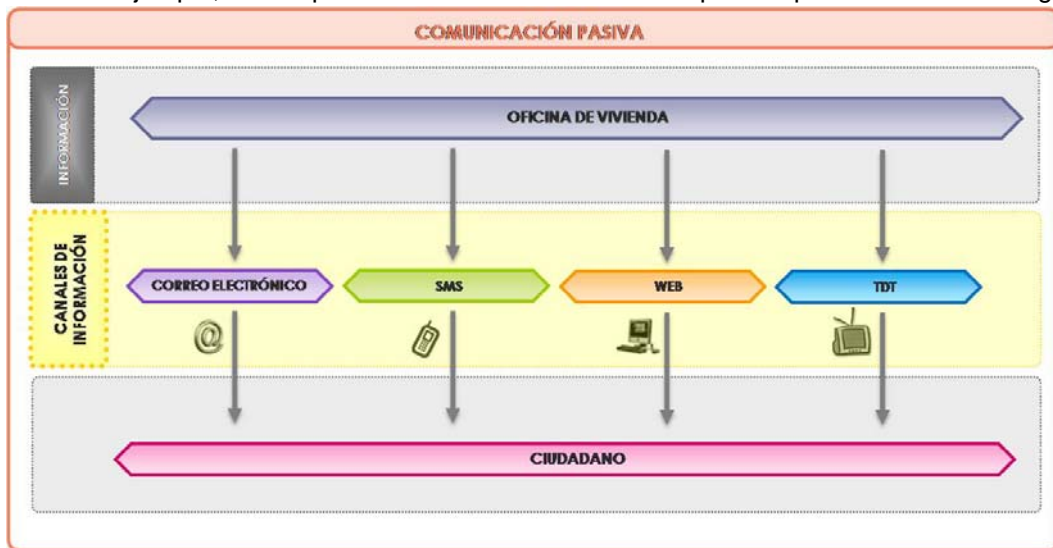 COMUNICACIÓN PASIVA
INFORMACIÓN
OFICINA DE VIVIENDA
CANALES DE
INFORMACIÓN
CORREO ELECTRÓNICO
SMS
WEB
TDT
@
CIUDADANO